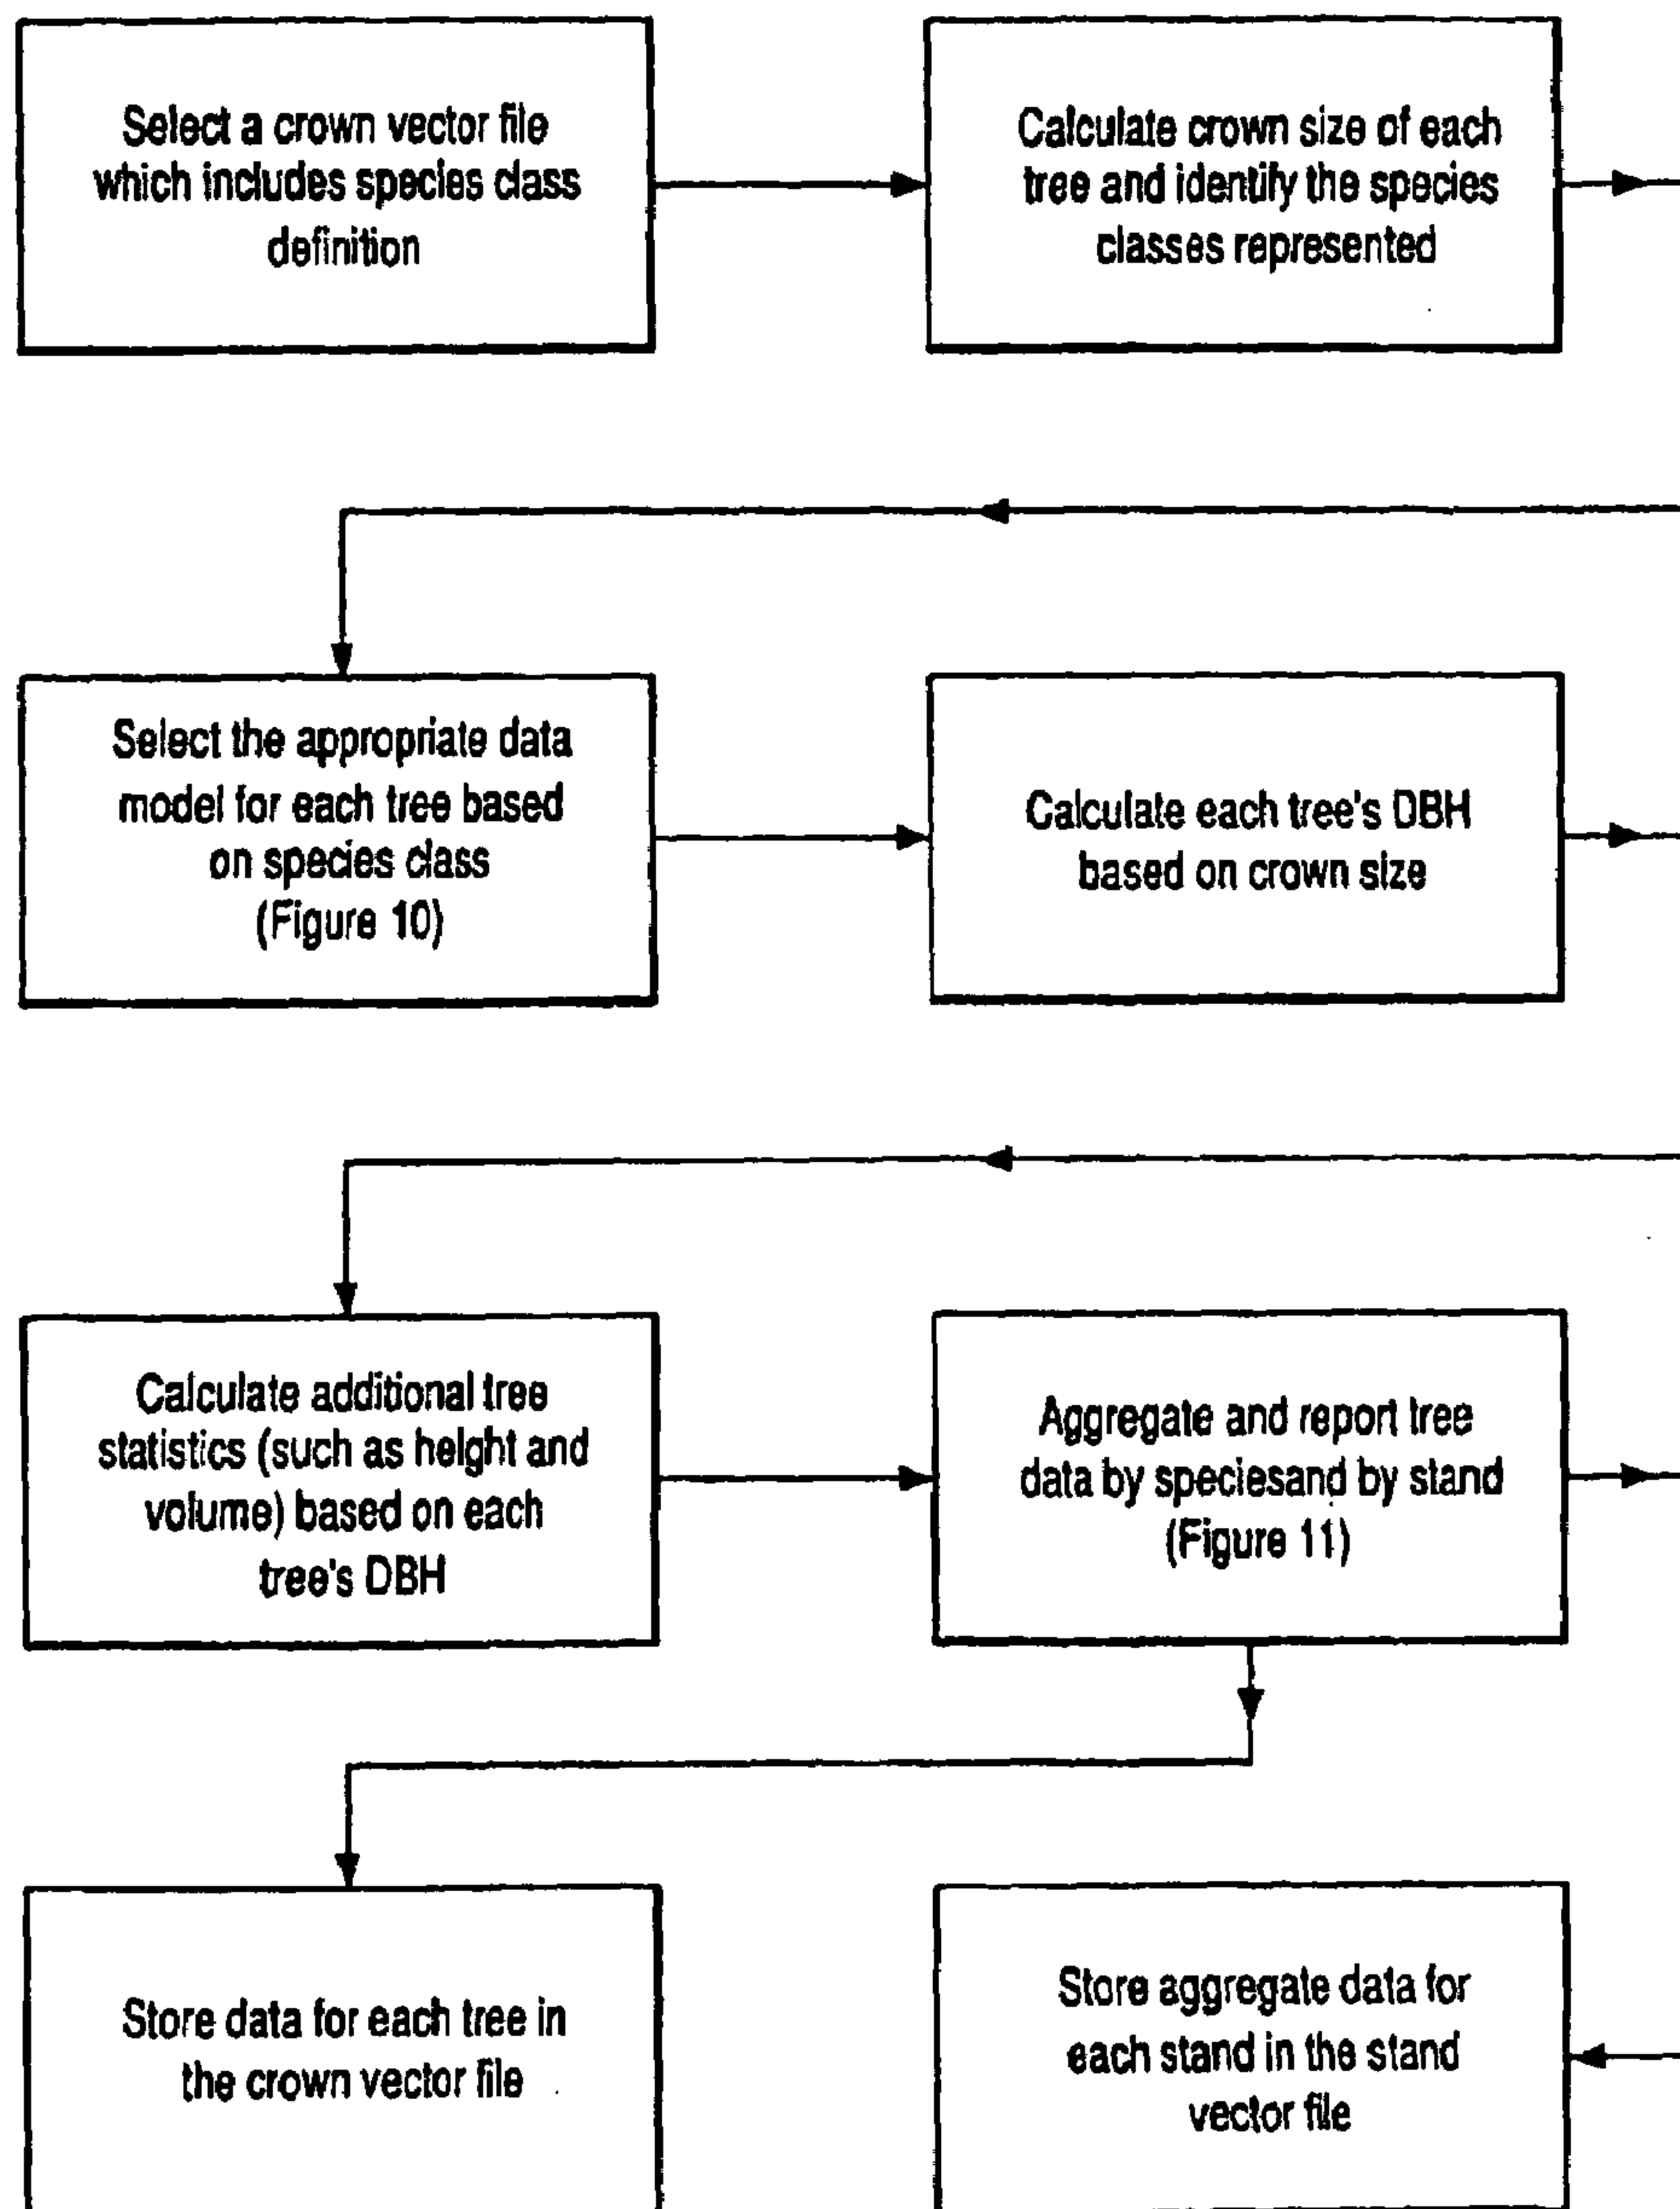 Select a crown vector file
which includes species class
definition
Calculate crown size of each
tree and identify the species
classes represented
Select the appropriate data
model for each tree based
on species class
(Figure 10)
Calculate each tree's DBH
based on crown size
Calculate additional tree
statistics (such as height and
volume) based on each
tree's DBH
Aggregate and report tree
data by speciesand by stand
(Figure 11)
Store data for each tree in
the crown vector file
Store aggregate data for
each stand in the stand
vector file